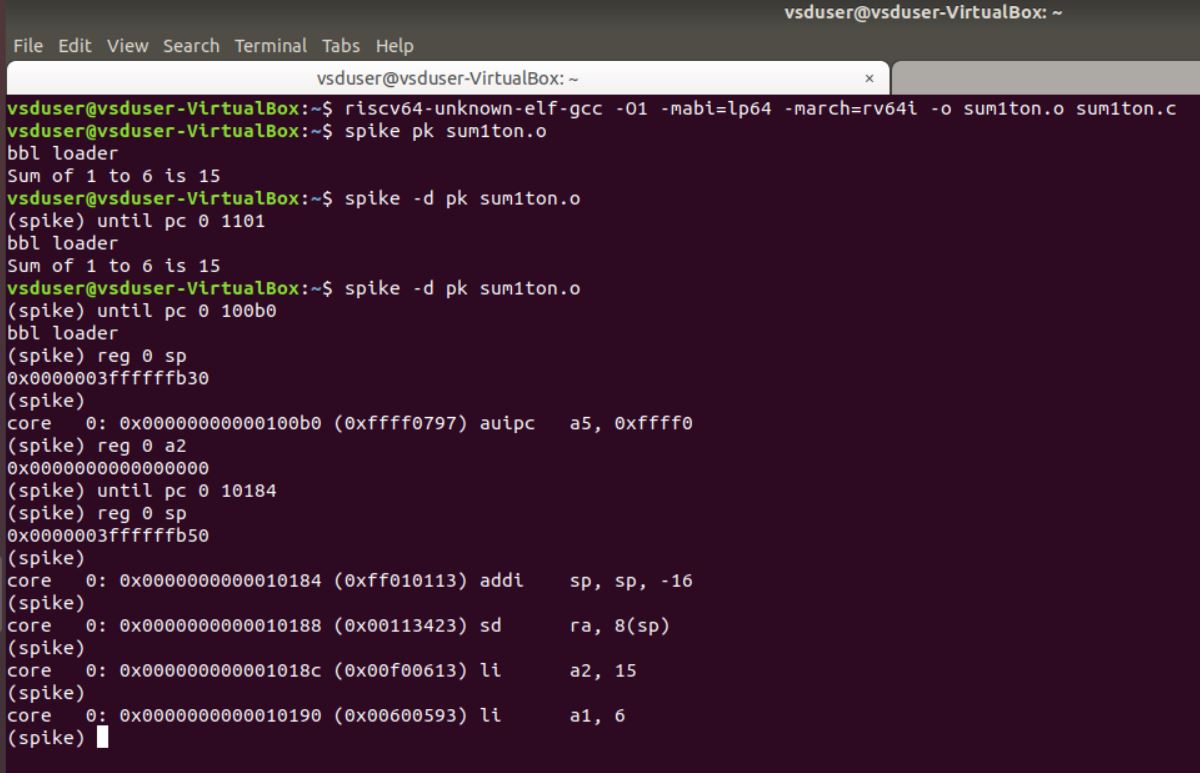 vsduser@vsduser-VirtualBox: ~
File Edit View Search Terminal Tabs Help
vsduser@vsduser-VirtualBox: ~ ×
vsduser@vsduser-VirtualBox:~$ riscv64-unknown-elf-gcc -O1 -mabi=lp64 -march=rv64i -o sum1ton.o sum1ton.c
vsduser@vsduser-VirtualBox:~$ spike pk sum1ton.o
bbl loader
Sum of 1 to 6 is 15
vsduser@vsduser-VirtualBox:~$ spike -d pk sum1ton.o
(spike) until pc 0 1101
bbl loader
Sum of 1 to 6 is 15
vsduser@vsduser-VirtualBox:~$ spike -d pk sum1ton.o
(spike) until pc 0 100b0
bbl loader
(spike) reg 0 sp
0x0000003ffffffb30
(spike)
core   0: 0x00000000000100b0 (0xffff0797) auipc   a5, 0xffff0
(spike) reg 0 a2
0x0000000000000000
(spike) until pc 0 10184
(spike) reg 0 sp
0x0000003ffffffb50
(spike)
core   0: 0x0000000000010184 (0xff010113) addi    sp, sp, -16
(spike)
core   0: 0x0000000000010188 (0x00113423) sd      ra, 8(sp)
(spike)
core   0: 0x000000000001018c (0x00f00613) li      a2, 15
(spike)
core   0: 0x0000000000010190 (0x00600593) li      a1, 6
(spike)